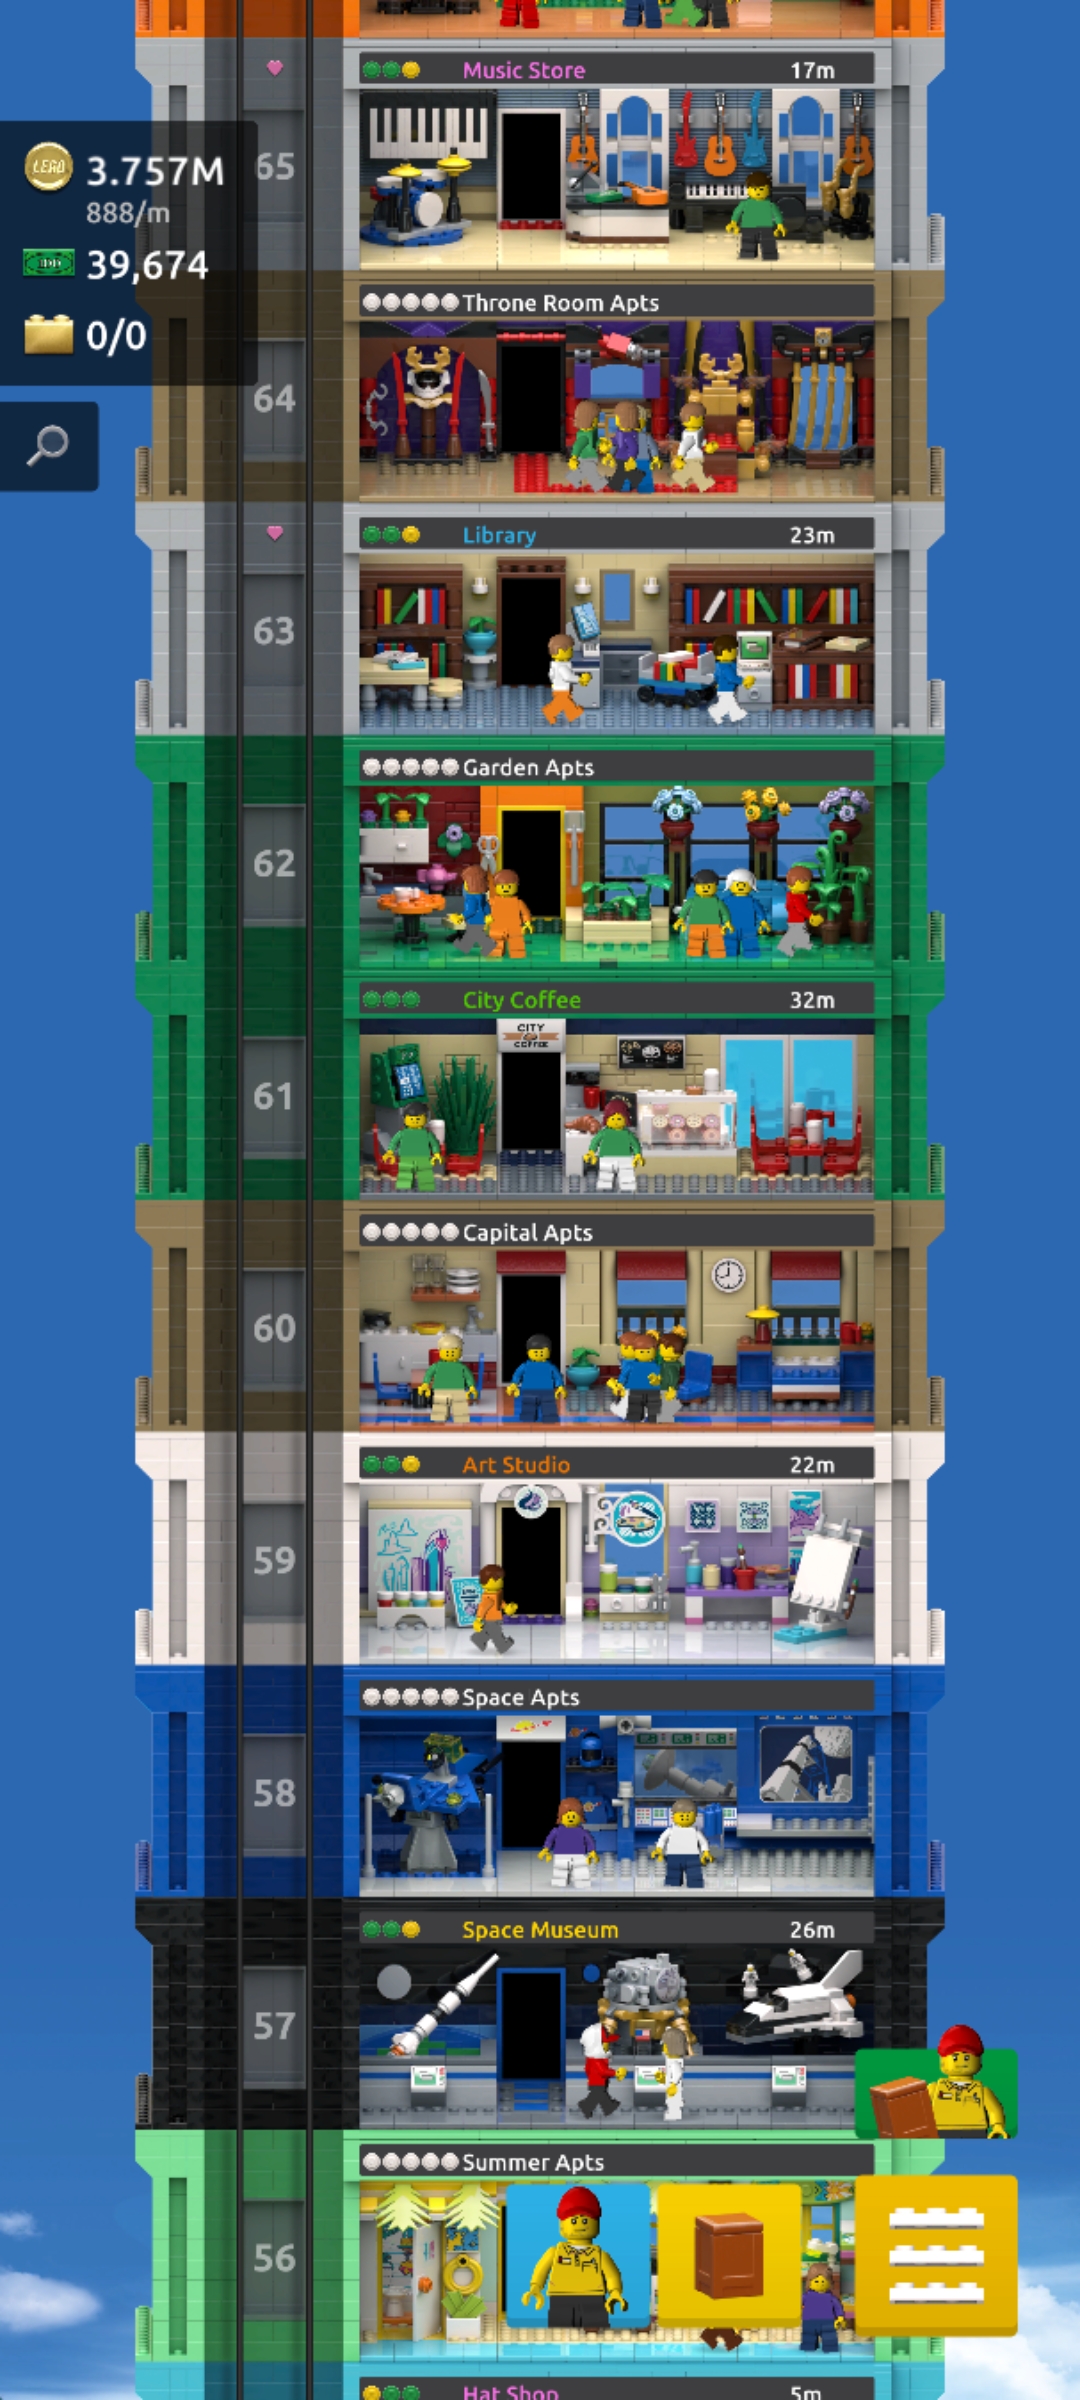 Music Store 17m
65
LEGO 3.757M
888/m
39,674
0/0
Throne Room Apts
64
Library 23m
63
Garden Apts
62
City Coffee 32m
CITY
COFFEE
61
Capital Apts
60
Art Studio 22m
59
Space Apts
58
Space Museum 26m
57
Summer Apts
56
Hat Shop 5m